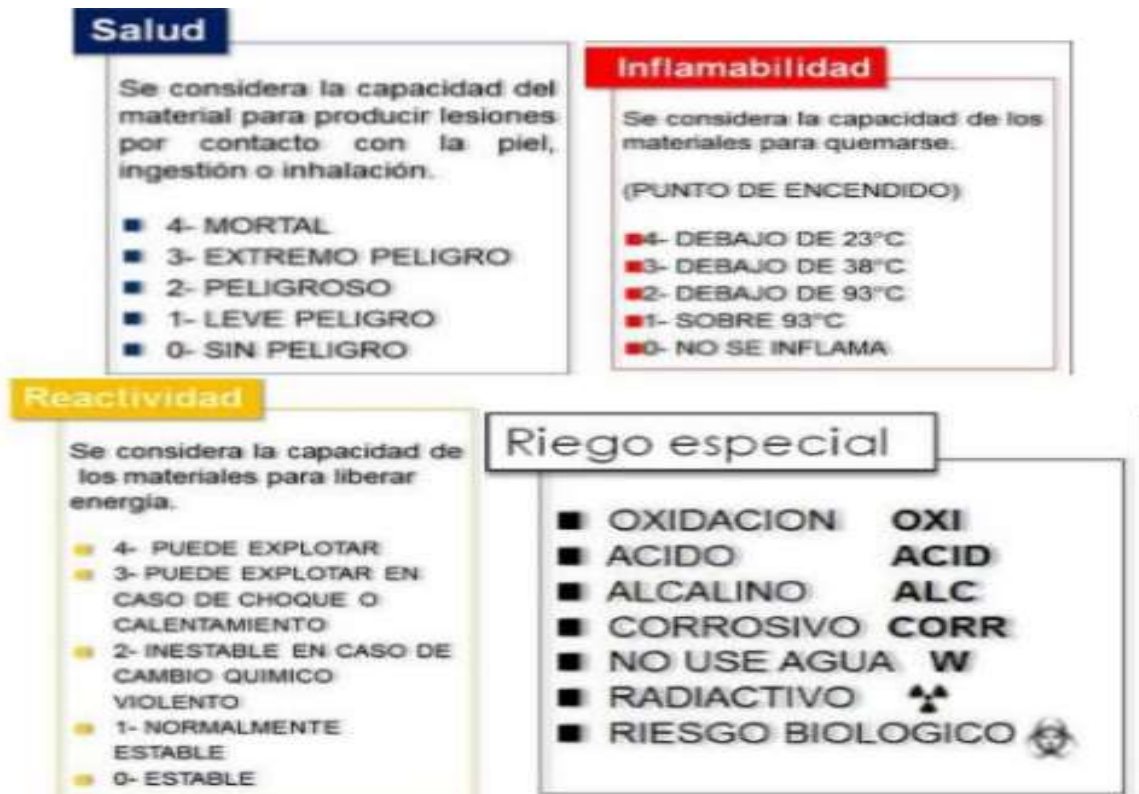 Salud
Se considera la capacidad del
material para producir lesiones
por contacto con la piel,
ingestión o inhalación.
4- MORTAL
3- EXTREMO PELIGRO
2- PELIGROSO
1- LEVE PELIGRO
0- SIN PELIGRO
Inflamabilidad
Se considera la capacidad de los
materiales para quemarse.
(PUNTO DE ENCENDIDO)
4- DEBAJO DE 23°C
3- DEBAJO DE 38°C
2- DEBAJO DE 93°C
1- SOBRE 93°C
0- NO SE INFLAMA
Reactividad
Se considera la capacidad de
los materiales para liberar
energía.
4- PUEDE EXPLOTAR
3- PUEDE EXPLOTAR EN
CASO DE CHOQUE O
CALENTAMIENTO
2- INESTABLE EN CASO DE
CAMBIO QUIMICO
VIOLENTO
1- NORMALMENTE
ESTABLE
0- ESTABLE
Riego especial
OXIDACION OXI
ACIDO ACID
ALCALINO ALC
CORROSIVO CORR
NO USE AGUA W
RADIACTIVO
RIESGO BIOLOGICO